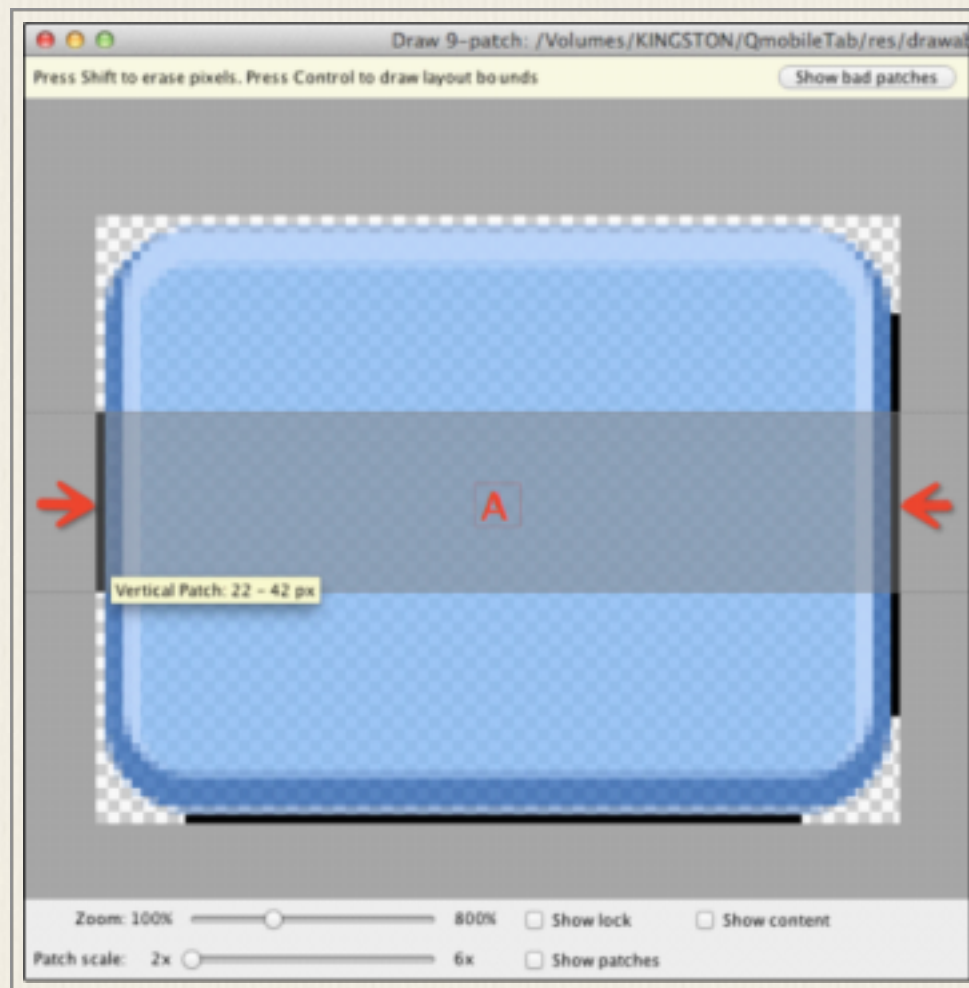 Draw 9-patch: /Volumes/KINGSTON/QmobileTab/res/drawab
Press Shift to erase pixels. Press Control to draw layout bo unds
Show bad patches
A
Vertical Patch: 22 - 42 px
Zoom: 100% 800% Show lock Show content
Patch scale: 2x 6x Show patches